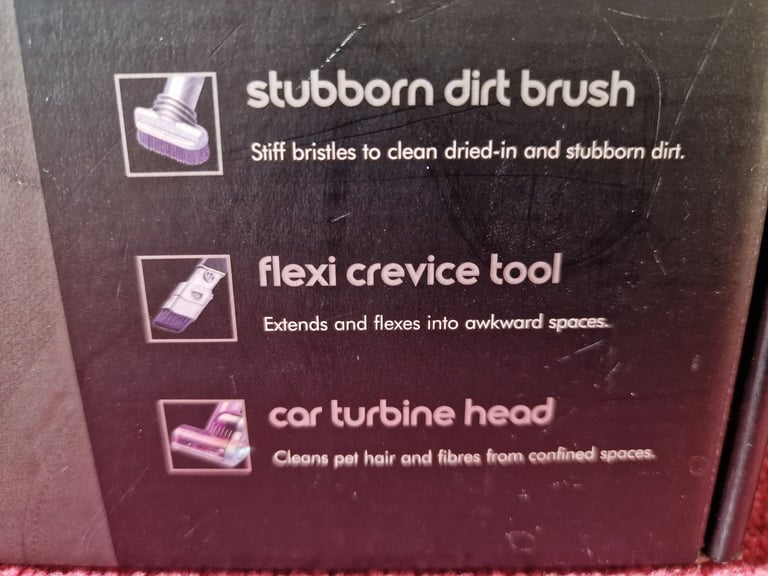 stubborn dirt brush
Stiff bristles to clean dried-in and stubborn dirt.
flexi crevice tool
Extends and flexes into awkward spaces.
car turbine head
Cleans pet hair and fibres from confined spaces.